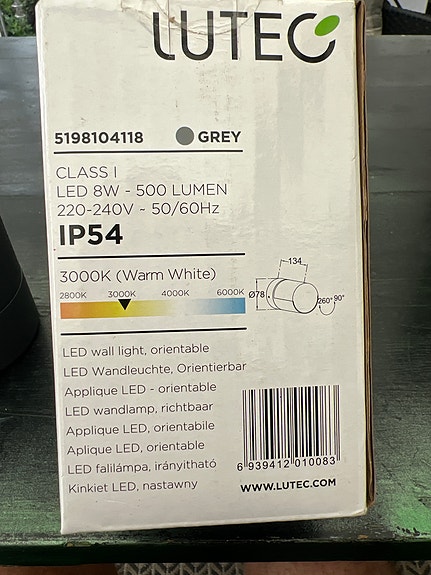 LUTEC
5198104118 GREY
CLASS I
LED 8W - 500 LUMEN
220-240V ~ 50/60Hz
IP54
3000K (Warm White)
2800K 3000K 4000K 6000K
134
Ø78
260° 90°
LED wall light, orientable
LED Wandleuchte, Orientierbar
Applique LED - orientable
LED wandlamp, richtbaar
Applique LED, orientabile
Aplique LED, orientable
LED falilámpa, irányitható
Kinkiet LED, nastawny
6 939412 010083
WWW.LUTEC.COM